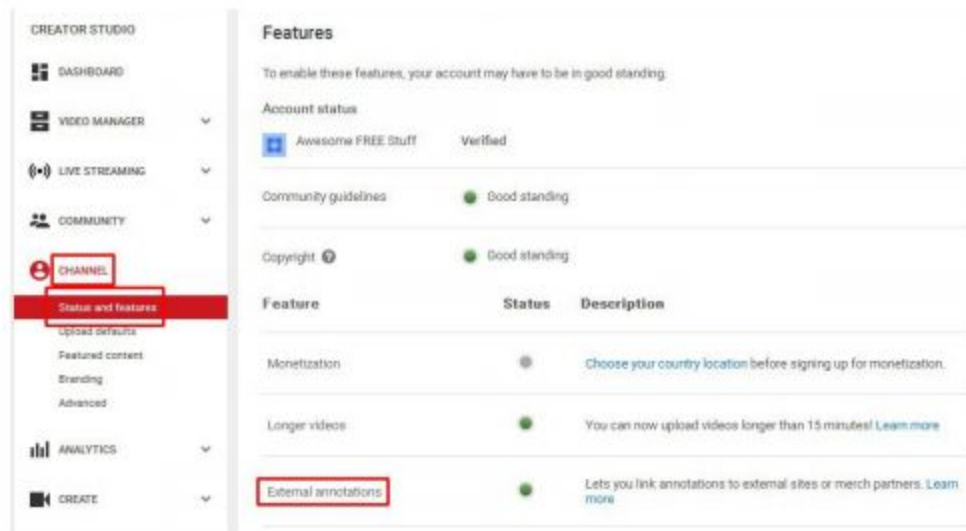 CREATOR STUDIO
DASHBOARD
VIDEO MANAGER
LIVE STREAMING
COMMUNITY
CHANNEL
Status and features
Upload defaults
Featured content
Branding
Advanced
ANALYTICS
CREATE
Features
To enable these features, your account may have to be in good standing.
Account status
Awesome FREE Stuff Verified
Community guidelines Good standing
Copyright ? Good standing
Feature Status Description
Monetization Choose your country location before signing up for monetization.
Longer videos You can now upload videos longer than 15 minutes! Learn more
External annotations Lets you link annotations to external sites or merch partners. Learn
more